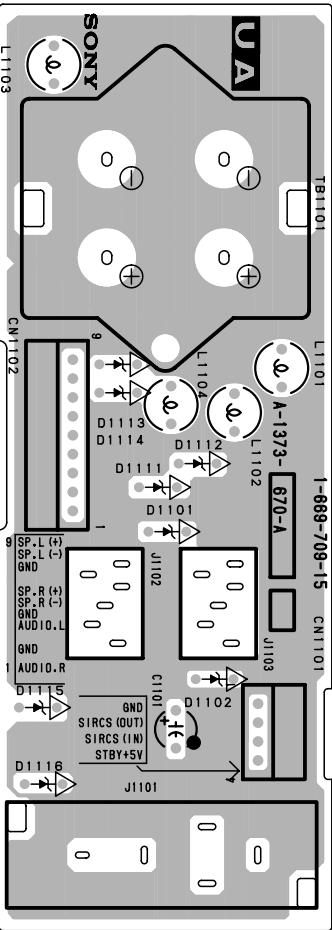 SONY
U A
L1103
TB1101
CN1102
9
L1104
L1101
D1113
D1114
A-1373-
670-A
D1112
L1102
D1111
1-669-709-15
D1101
1
9 SP.L (+)
SP.L (-)
GND
SP.R (+)
SP.R (-)
GND
AUDIO.L
GND
1 AUDIO.R
J1102
J1103
CN1101
D1115
C1101
D1102
GND
SIRCS (OUT)
SIRCS (IN)
STBY+5V
4
D1116
J1101